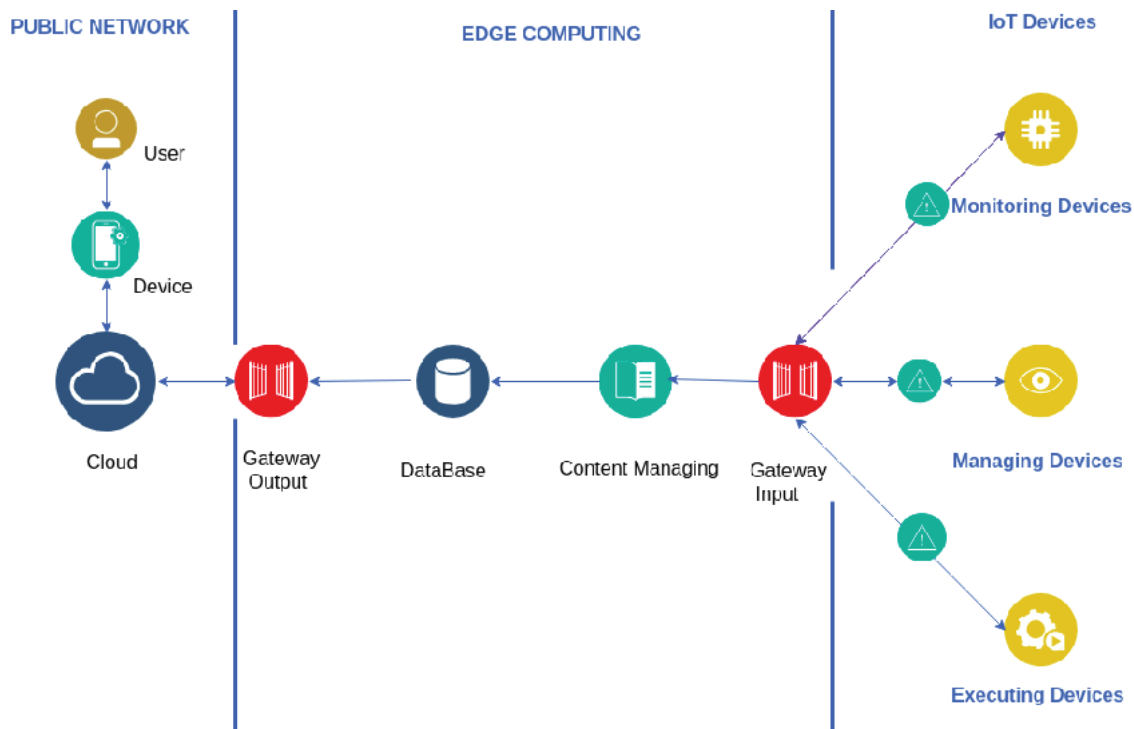 PUBLIC NETWORK
EDGE COMPUTING
IoT Devices
User
Device
Monitoring Devices
Cloud
Gateway
Output
DataBase
Content Managing
Gateway
Input
Managing Devices
Executing Devices